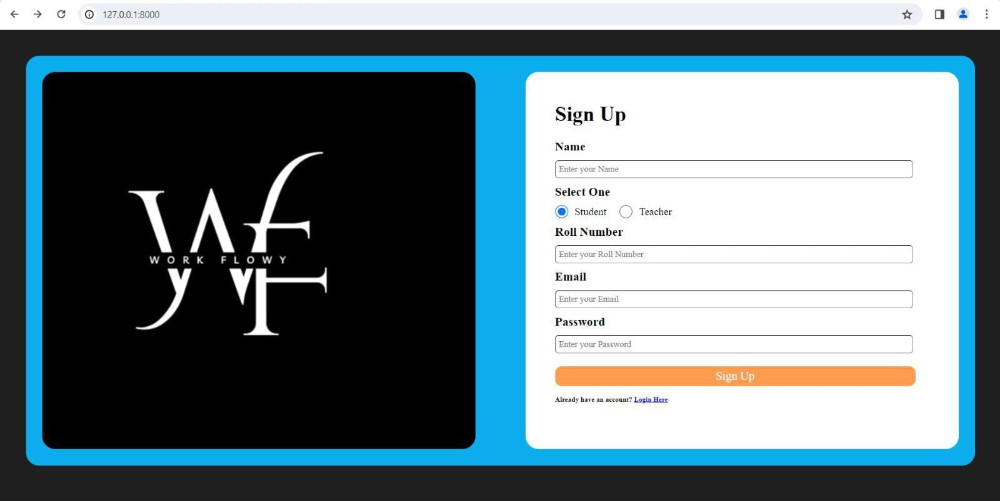 127.0.0.1:8000
WF
WORK FLOWY
Sign Up
Name
Enter your Name
Select One
Student Teacher
Roll Number
Enter your Roll Number
Email
Enter your Email
Password
Enter your Password
Sign Up
Already have an account? Login Here